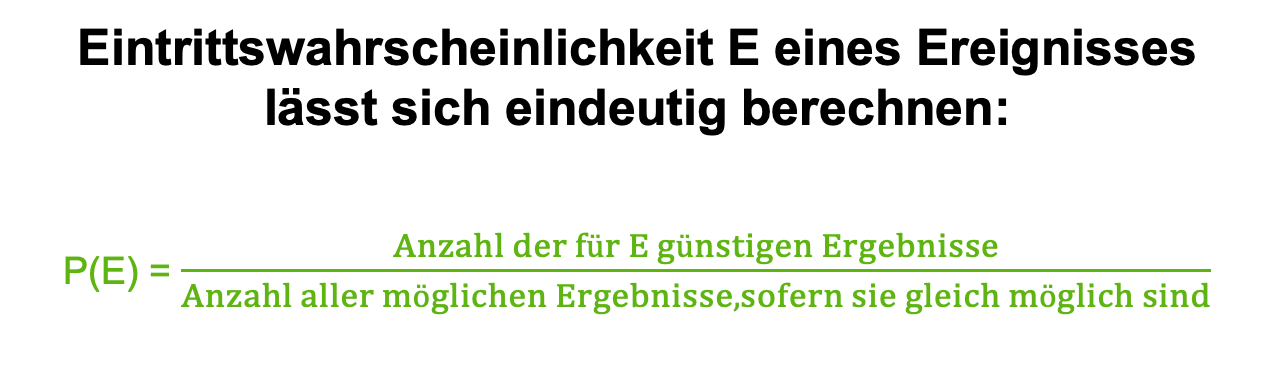 Eintrittswahrscheinlichkeit E eines Ereignisses
lässt sich eindeutig berechnen:
P(E) =
Anzahl der für E günstigen Ergebnisse
Anzahl aller möglichen Ergebnisse,sofern sie gleich möglich sind